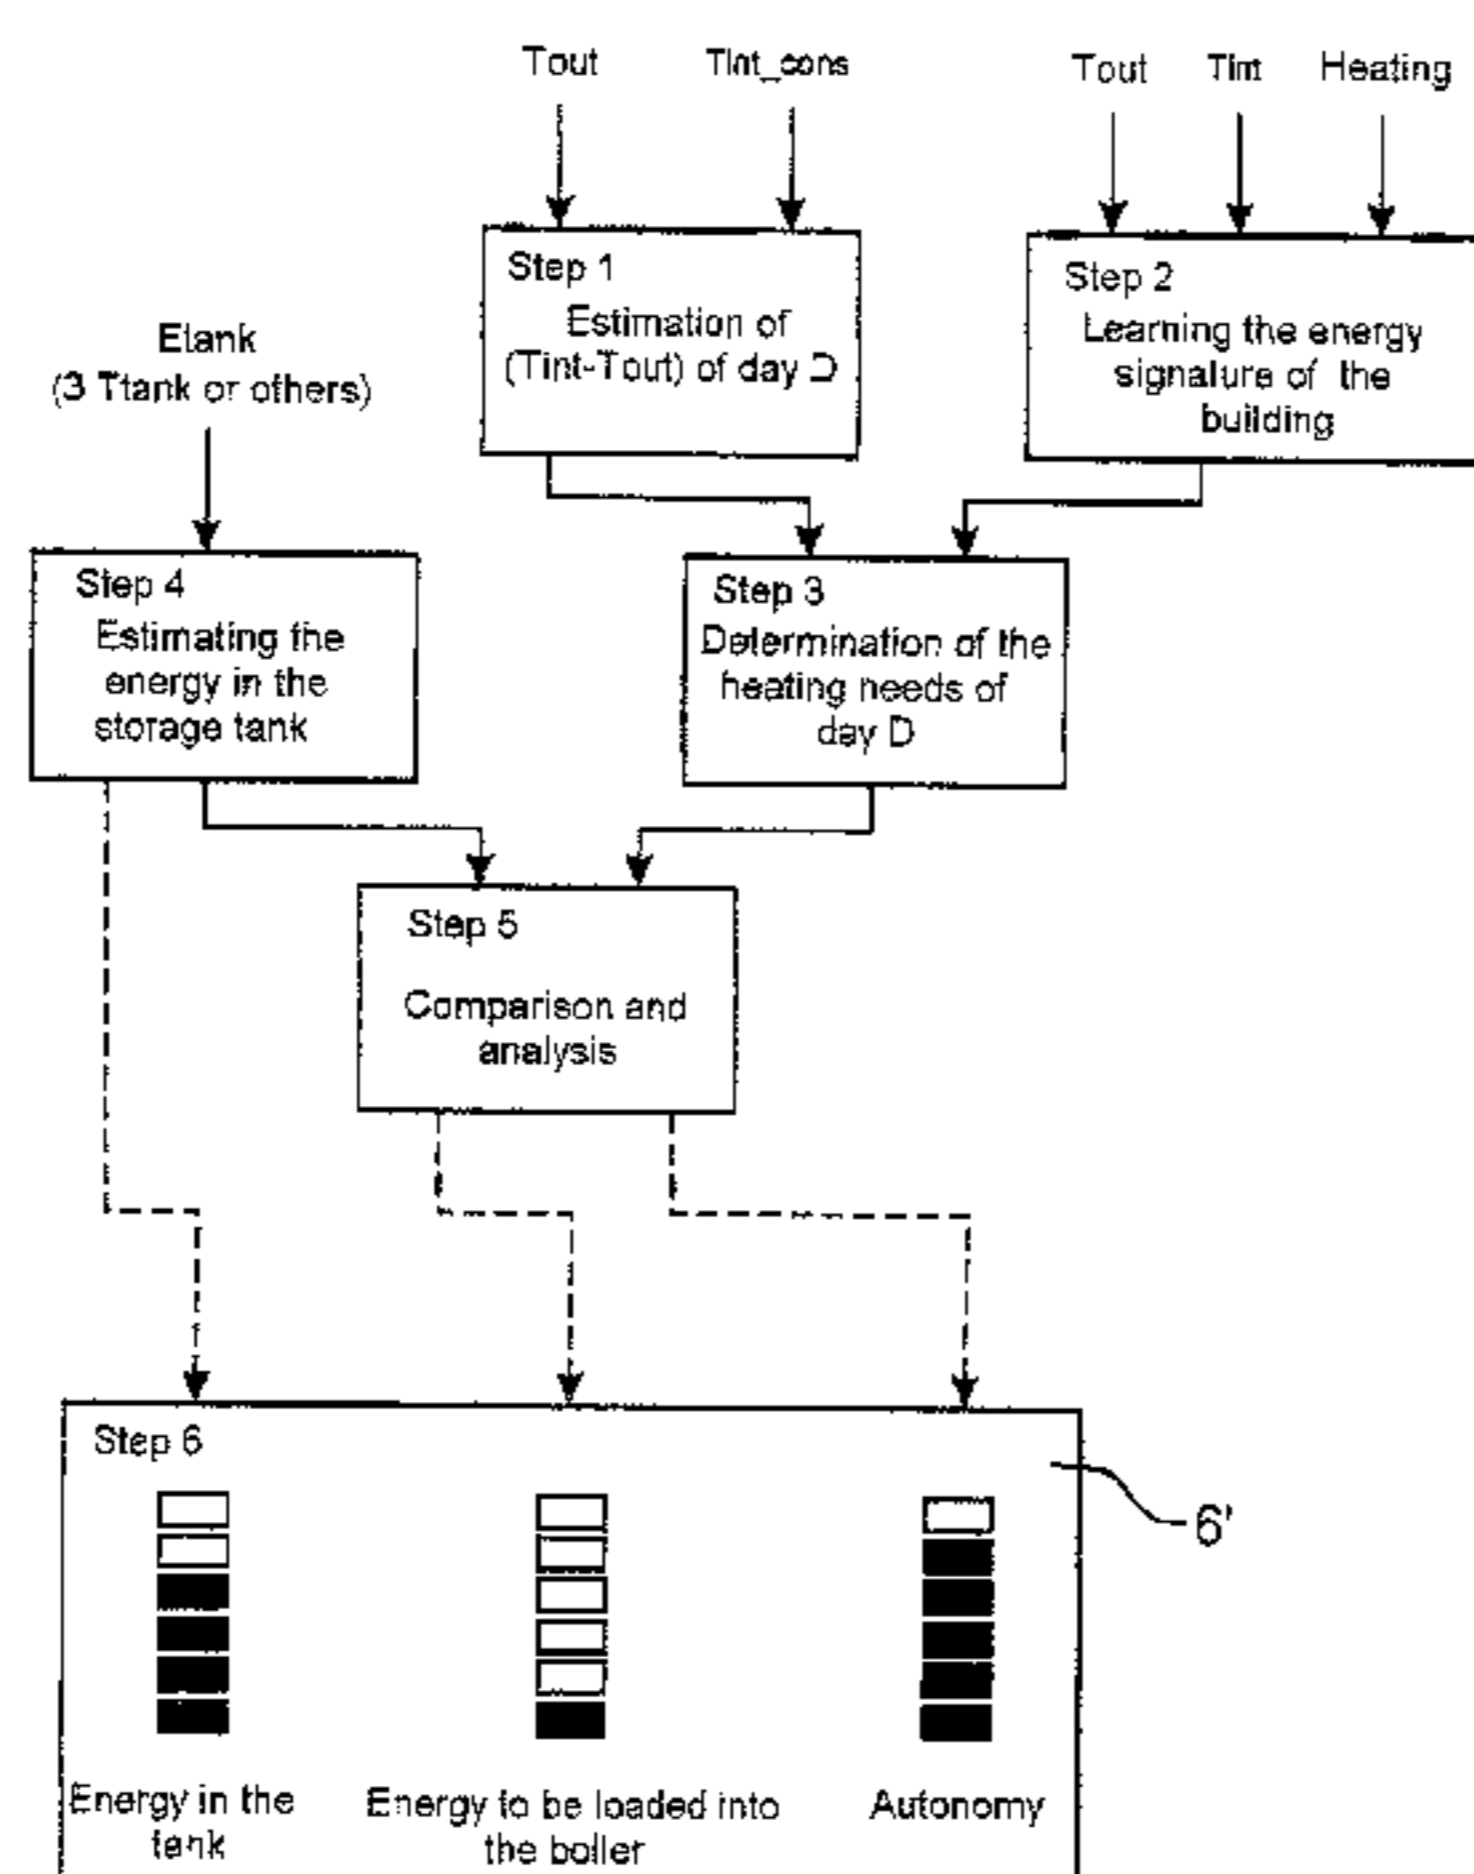 Tout Tint_cons
Tout Tint Heating
Step 1
Estimation of
(Tint-Tout) of day D
Step 2
Learning the energy
signature of the
building
Etank
(3 Ttank or others)
Step 4
Estimating the
energy in the
storage tank
Step 3
Determination of the
heating needs of
day D
Step 5
Comparison and
analysis
Step 6
6'
Energy in the
tank
Energy to be loaded into
the boiler
Autonomy